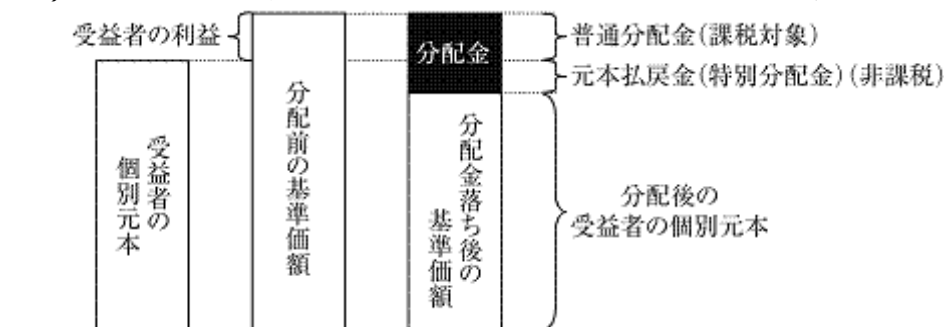 受益者の利益
分配金
普通分配金(課税対象)
元本払戻金(特別分配金)(非課税)
受益者の
個別元本
分配前の基準価額
分配金落ち後の
基準価額
分配後の
受益者の個別元本